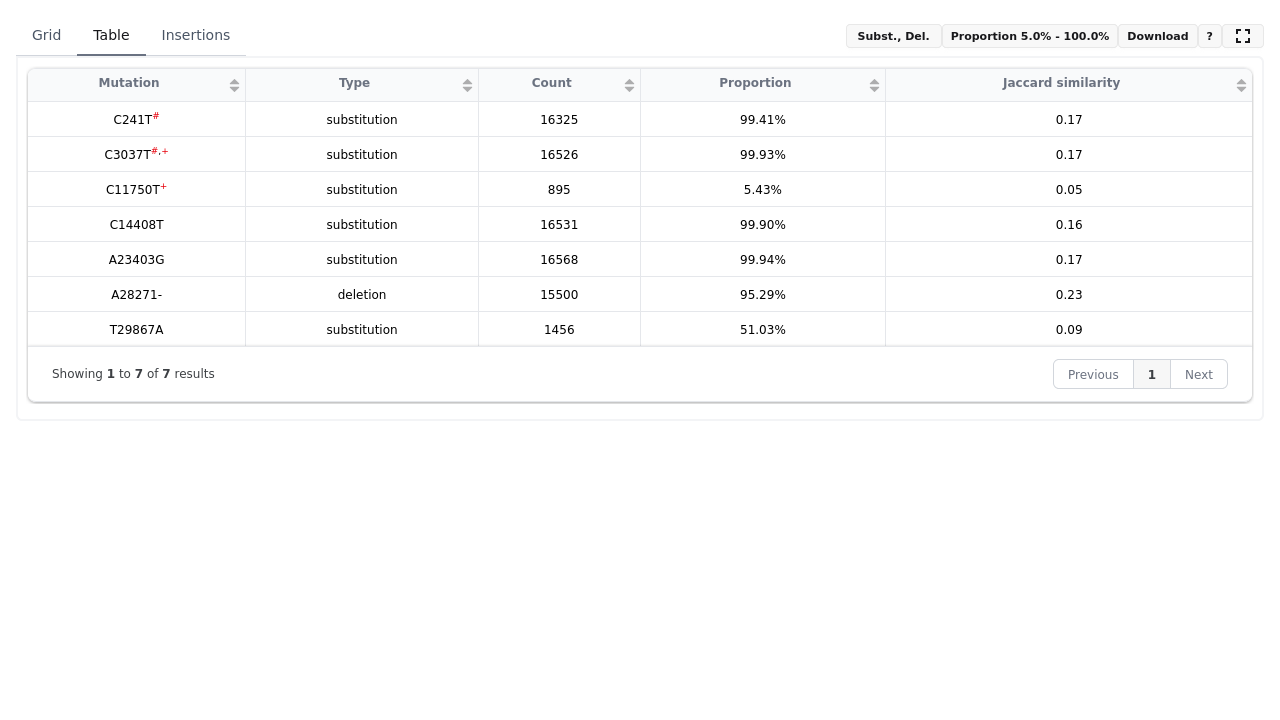 Grid Table Insertions Subst., Del. Proportion 5.0% - 100.0% Download ?
Mutation Type Count Proportion Jaccard similarity
C241T# substitution 16325 99.41% 0.17
C3037T#,+ substitution 16526 99.93% 0.17
C11750T+ substitution 895 5.43% 0.05
C14408T substitution 16531 99.90% 0.16
A23403G substitution 16568 99.94% 0.17
A28271- deletion 15500 95.29% 0.23
T29867A substitution 1456 51.03% 0.09
Showing 1 to 7 of 7 results Previous 1 Next